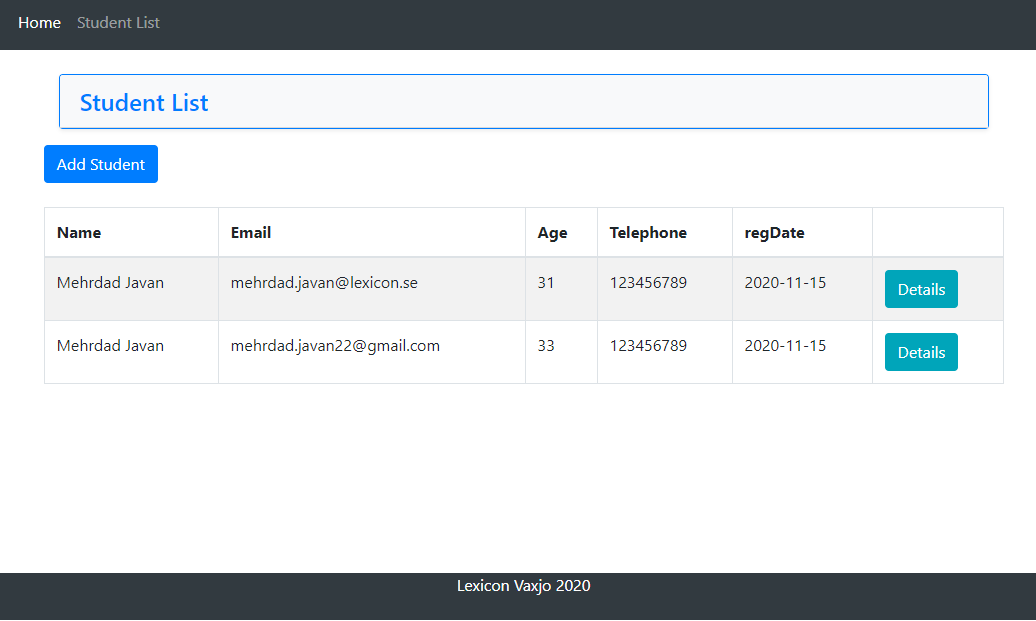 Home Student List
Student List
Add Student
Name Email Age Telephone regDate
Mehrdad Javan mehrdad.javan@lexicon.se 31 123456789 2020-11-15 Details
Mehrdad Javan mehrdad.javan22@gmail.com 33 123456789 2020-11-15 Details
Lexicon Vaxjo 2020